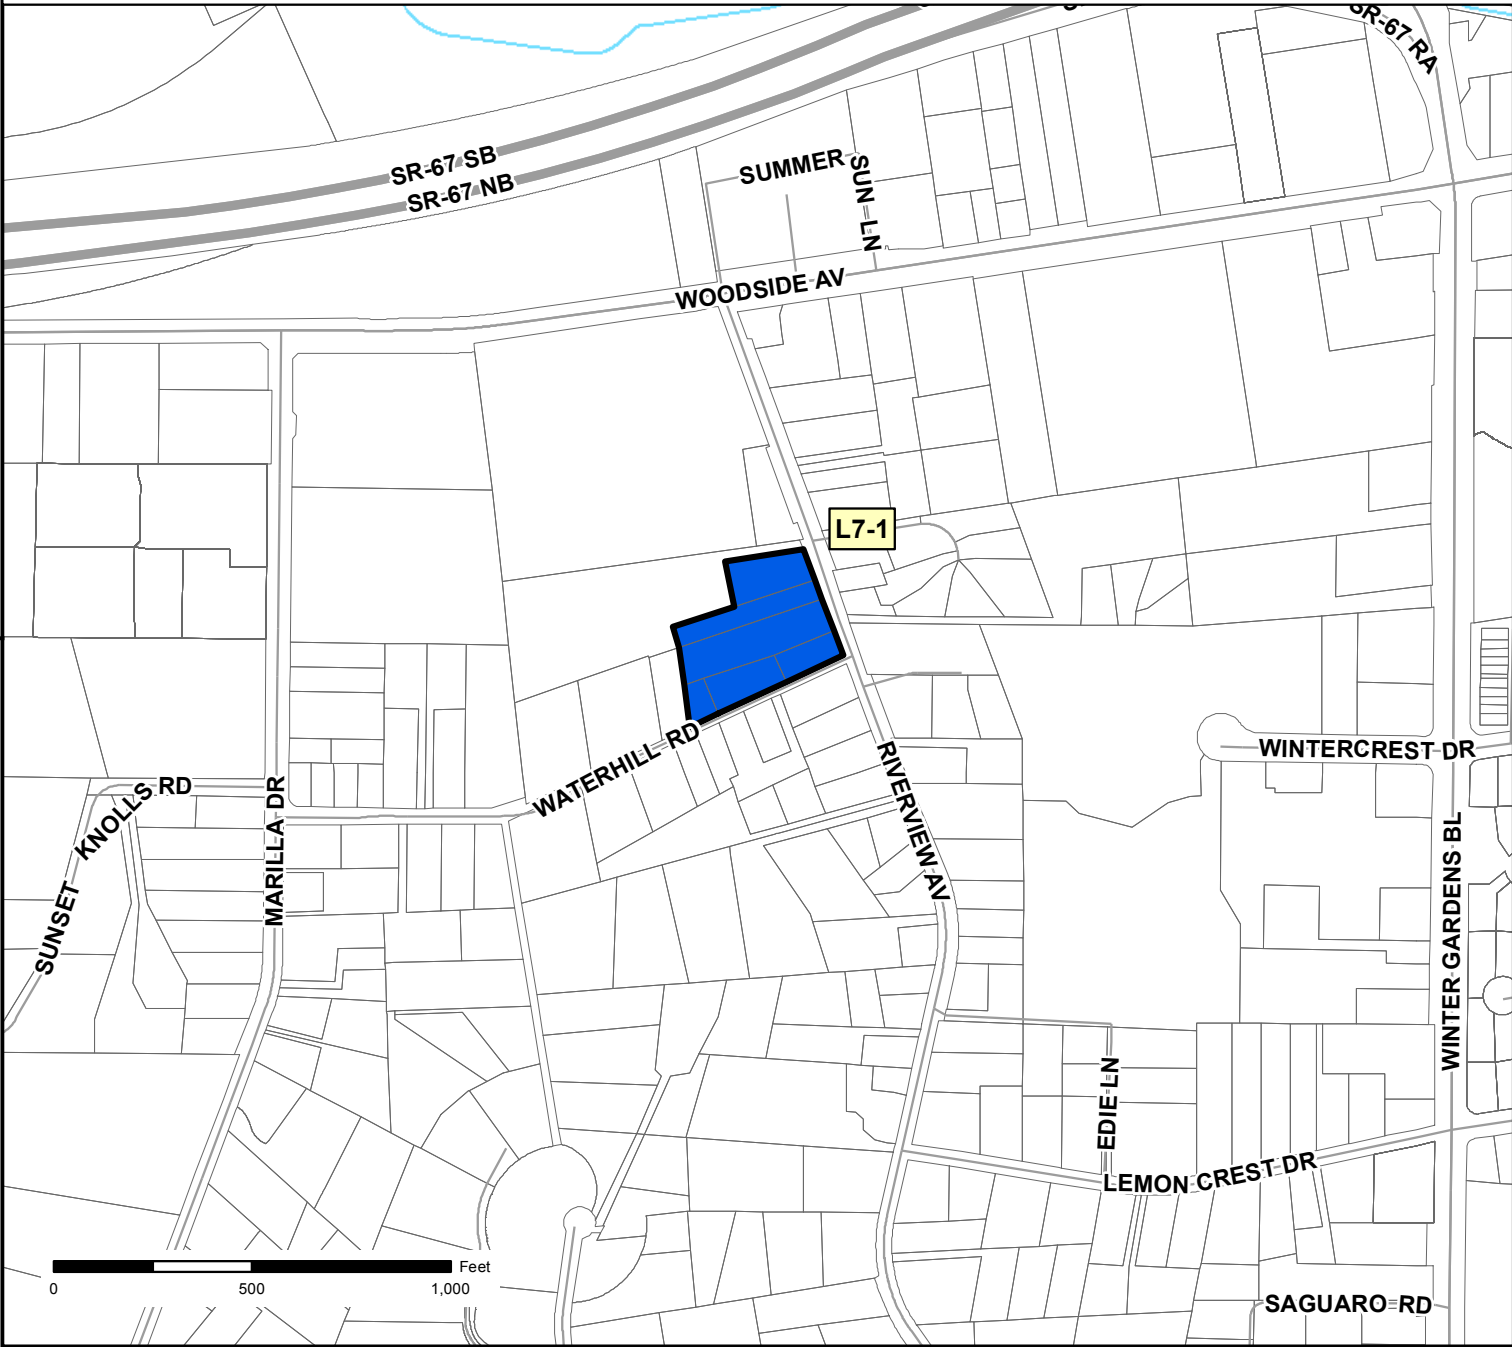 SR-67 RA
SR-67 SB
SR-67 NB
SUMMER
SUN LN
WOODSIDE AV
L7-1
WATERHILL RD
RIVERVIEW AV
WINTERCREST DR
KNOLLS RD
SUNSET
MARILLA DR
WINTER GARDENS BL
EDIE LN
LEMON CREST DR
SAGUARO RD
Feet
0 500 1,000